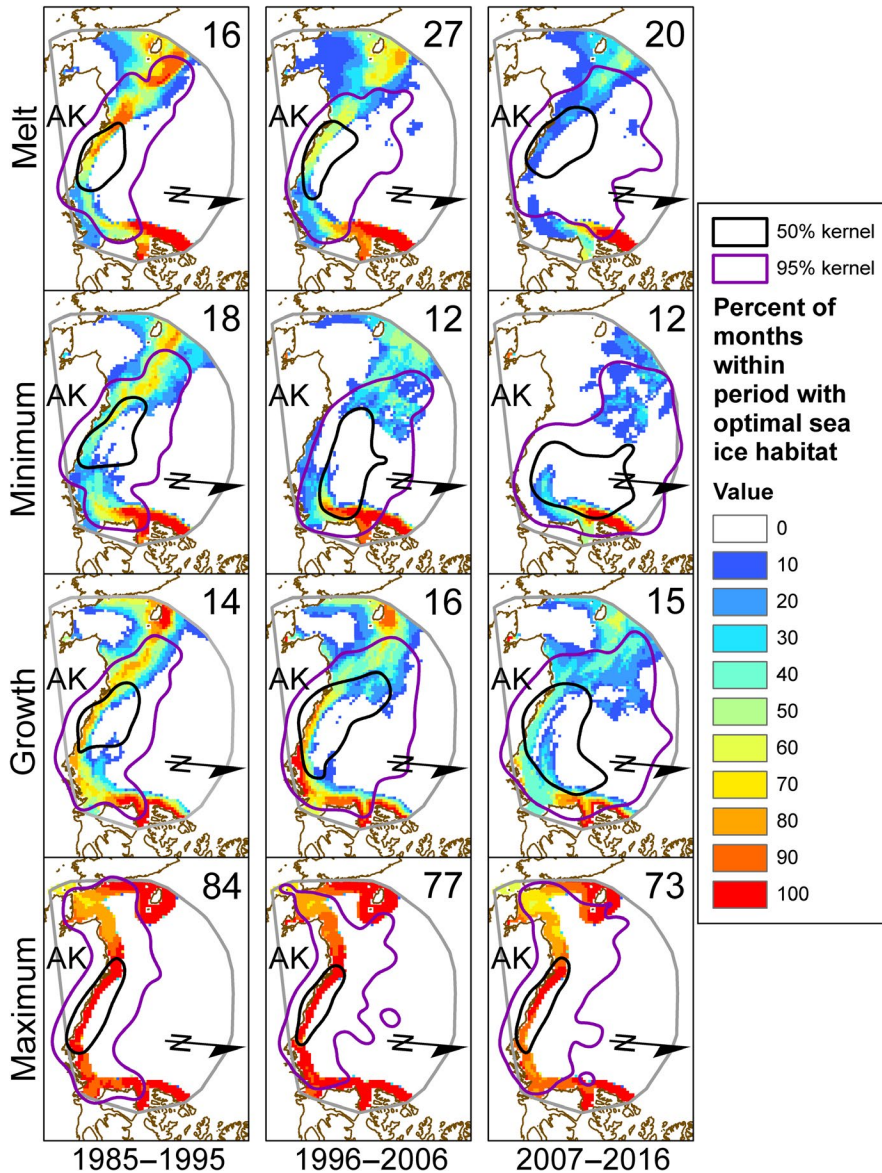 Melt
16
AK
N
27
AK
N
20
AK
N
50% kernel
95% kernel
Percent of
months
within
period with
optimal sea
ice habitat
Value
0
10
20
30
40
50
60
70
80
90
100
Minimum
18
AK
N
12
AK
N
12
AK
N
Growth
14
AK
N
16
AK
N
15
AK
N
Maximum
84
AK
N
77
AK
N
73
AK
N
1985–1995
1996–2006
2007–2016